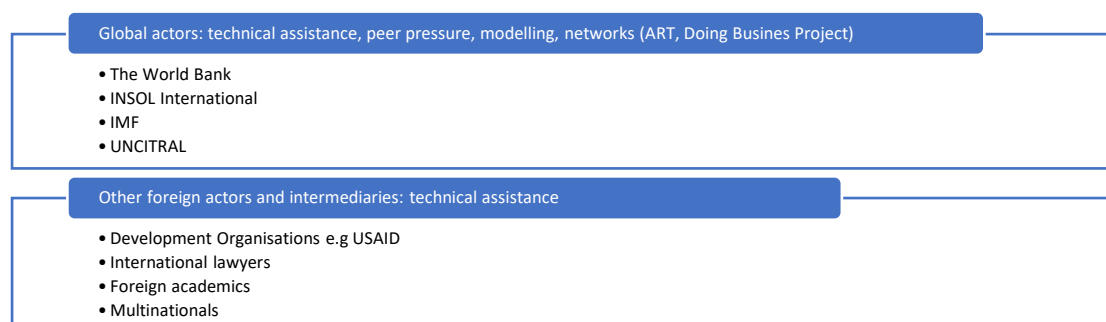 Global actors: technical assistance, peer pressure, modelling, networks (ART, Doing Busines Project)
• The World Bank
• INSOL International
• IMF
• UNCITRAL
Other foreign actors and intermediaries: technical assistance
• Development Organisations e.g USAID
• International lawyers
• Foreign academics
• Multinationals